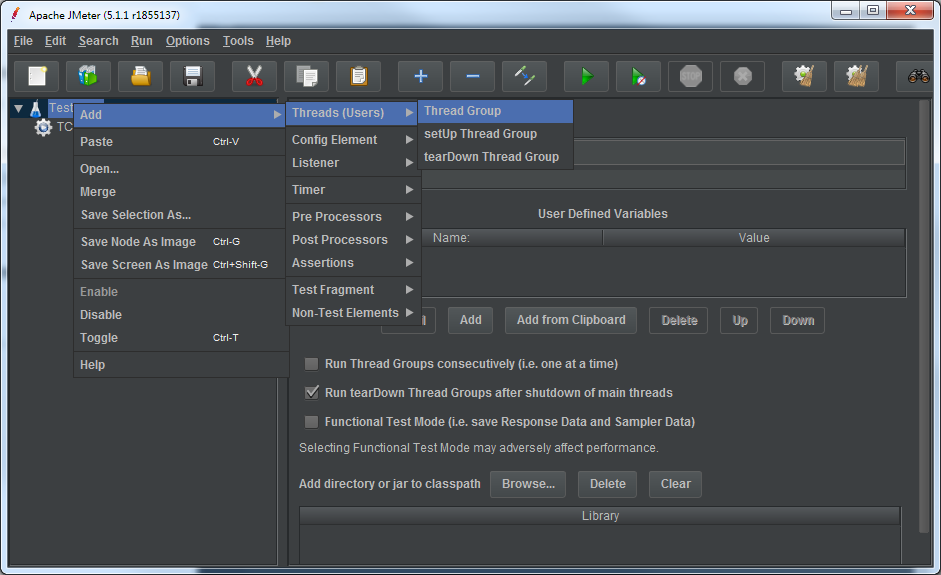 Apache JMeter (5.1.1 r1855137)
File Edit Search Run Options Tools Help
STOP
Test
TC
Add
Paste Ctrl-V
Open...
Merge
Save Selection As...
Save Node As Image Ctrl-G
Save Screen As Image Ctrl+Shift-G
Enable
Disable
Toggle Ctrl-T
Help
Threads (Users)
Config Element
Listener
Timer
Pre Processors
Post Processors
Assertions
Test Fragment
Non-Test Elements
Thread Group
setUp Thread Group
tearDown Thread Group
User Defined Variables
Name: Value
Add Add from Clipboard Delete Up Down
Run Thread Groups consecutively (i.e. one at a time)
Run tearDown Thread Groups after shutdown of main threads
Functional Test Mode (i.e. save Response Data and Sampler Data)
Selecting Functional Test Mode may adversely affect performance.
Add directory or jar to classpath Browse... Delete Clear
Library